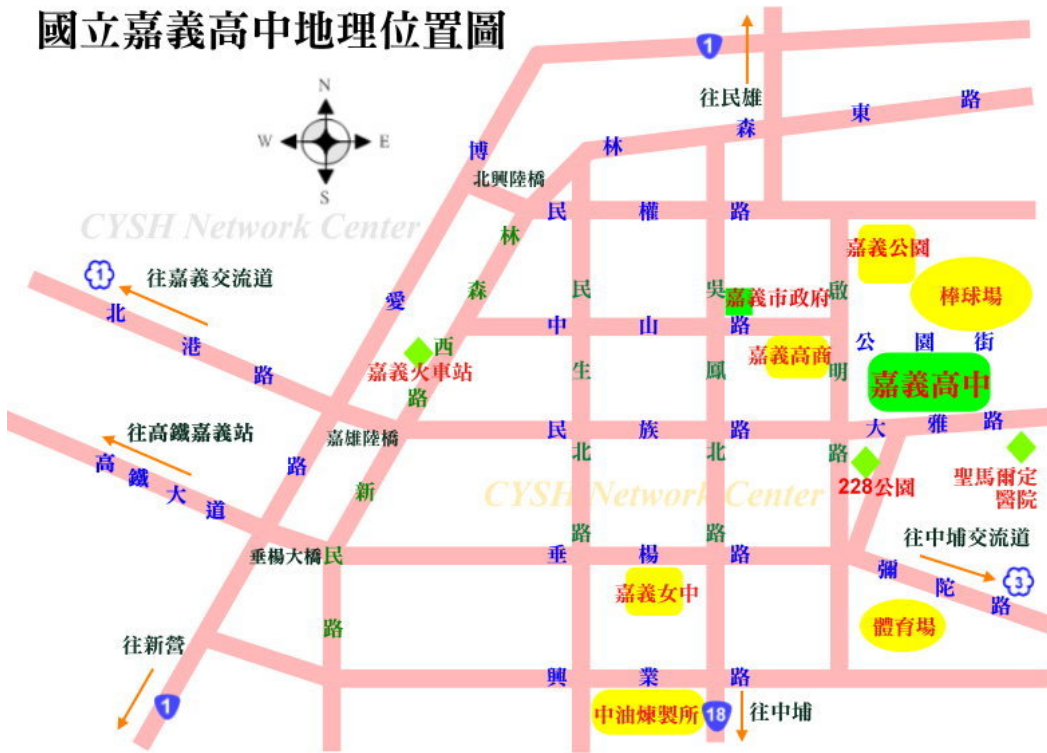 國立嘉義高中地理位置圖
1
往民雄
N
W E
S
林森東路
博愛路
北興陸橋
民權路
CYSH Network Center
林森西路
嘉義公園
1
往嘉義交流道
民生北路
吳鳳北路
啟明路
嘉義市政府
棒球場
北港路
中山路
公園街
嘉義火車站
嘉義高商
嘉義高中
往高鐵嘉義站
嘉雄陸橋
民族路
大雅路
高鐵大道
228公園
聖馬爾定
醫院
CYSH Network Center
新民路
往中埔交流道
垂楊大橋
垂楊路
3
彌陀路
嘉義女中
體育場
往新營
興業路
1
中油煉製所
18
往中埔